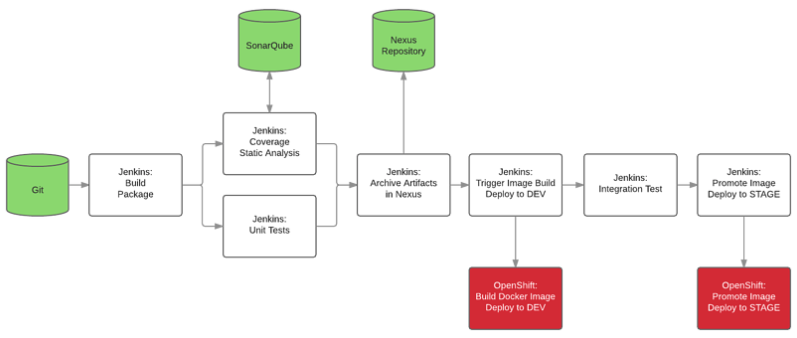 SonarQube
Nexus
Repository
Git
Jenkins:
Build
Package
Jenkins:
Coverage
Static Analysis
Jenkins:
Unit Tests
Jenkins:
Archive Artifacts
in Nexus
Jenkins:
Trigger Image Build
Deploy to DEV
Jenkins:
Integration Test
Jenkins:
Promote Image
Deploy to STAGE
OpenShift:
Build Docker Image
Deploy to DEV
OpenShift:
Promote Image
Deploy to STAGE